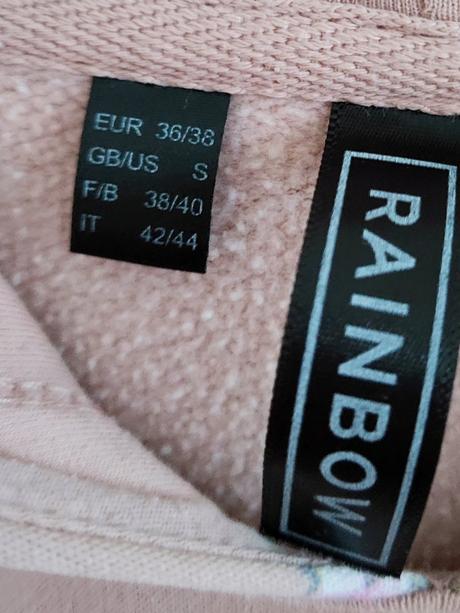 EUR 36/38
GB/US S
F/B 38/40
IT 42/44
RAINBOW